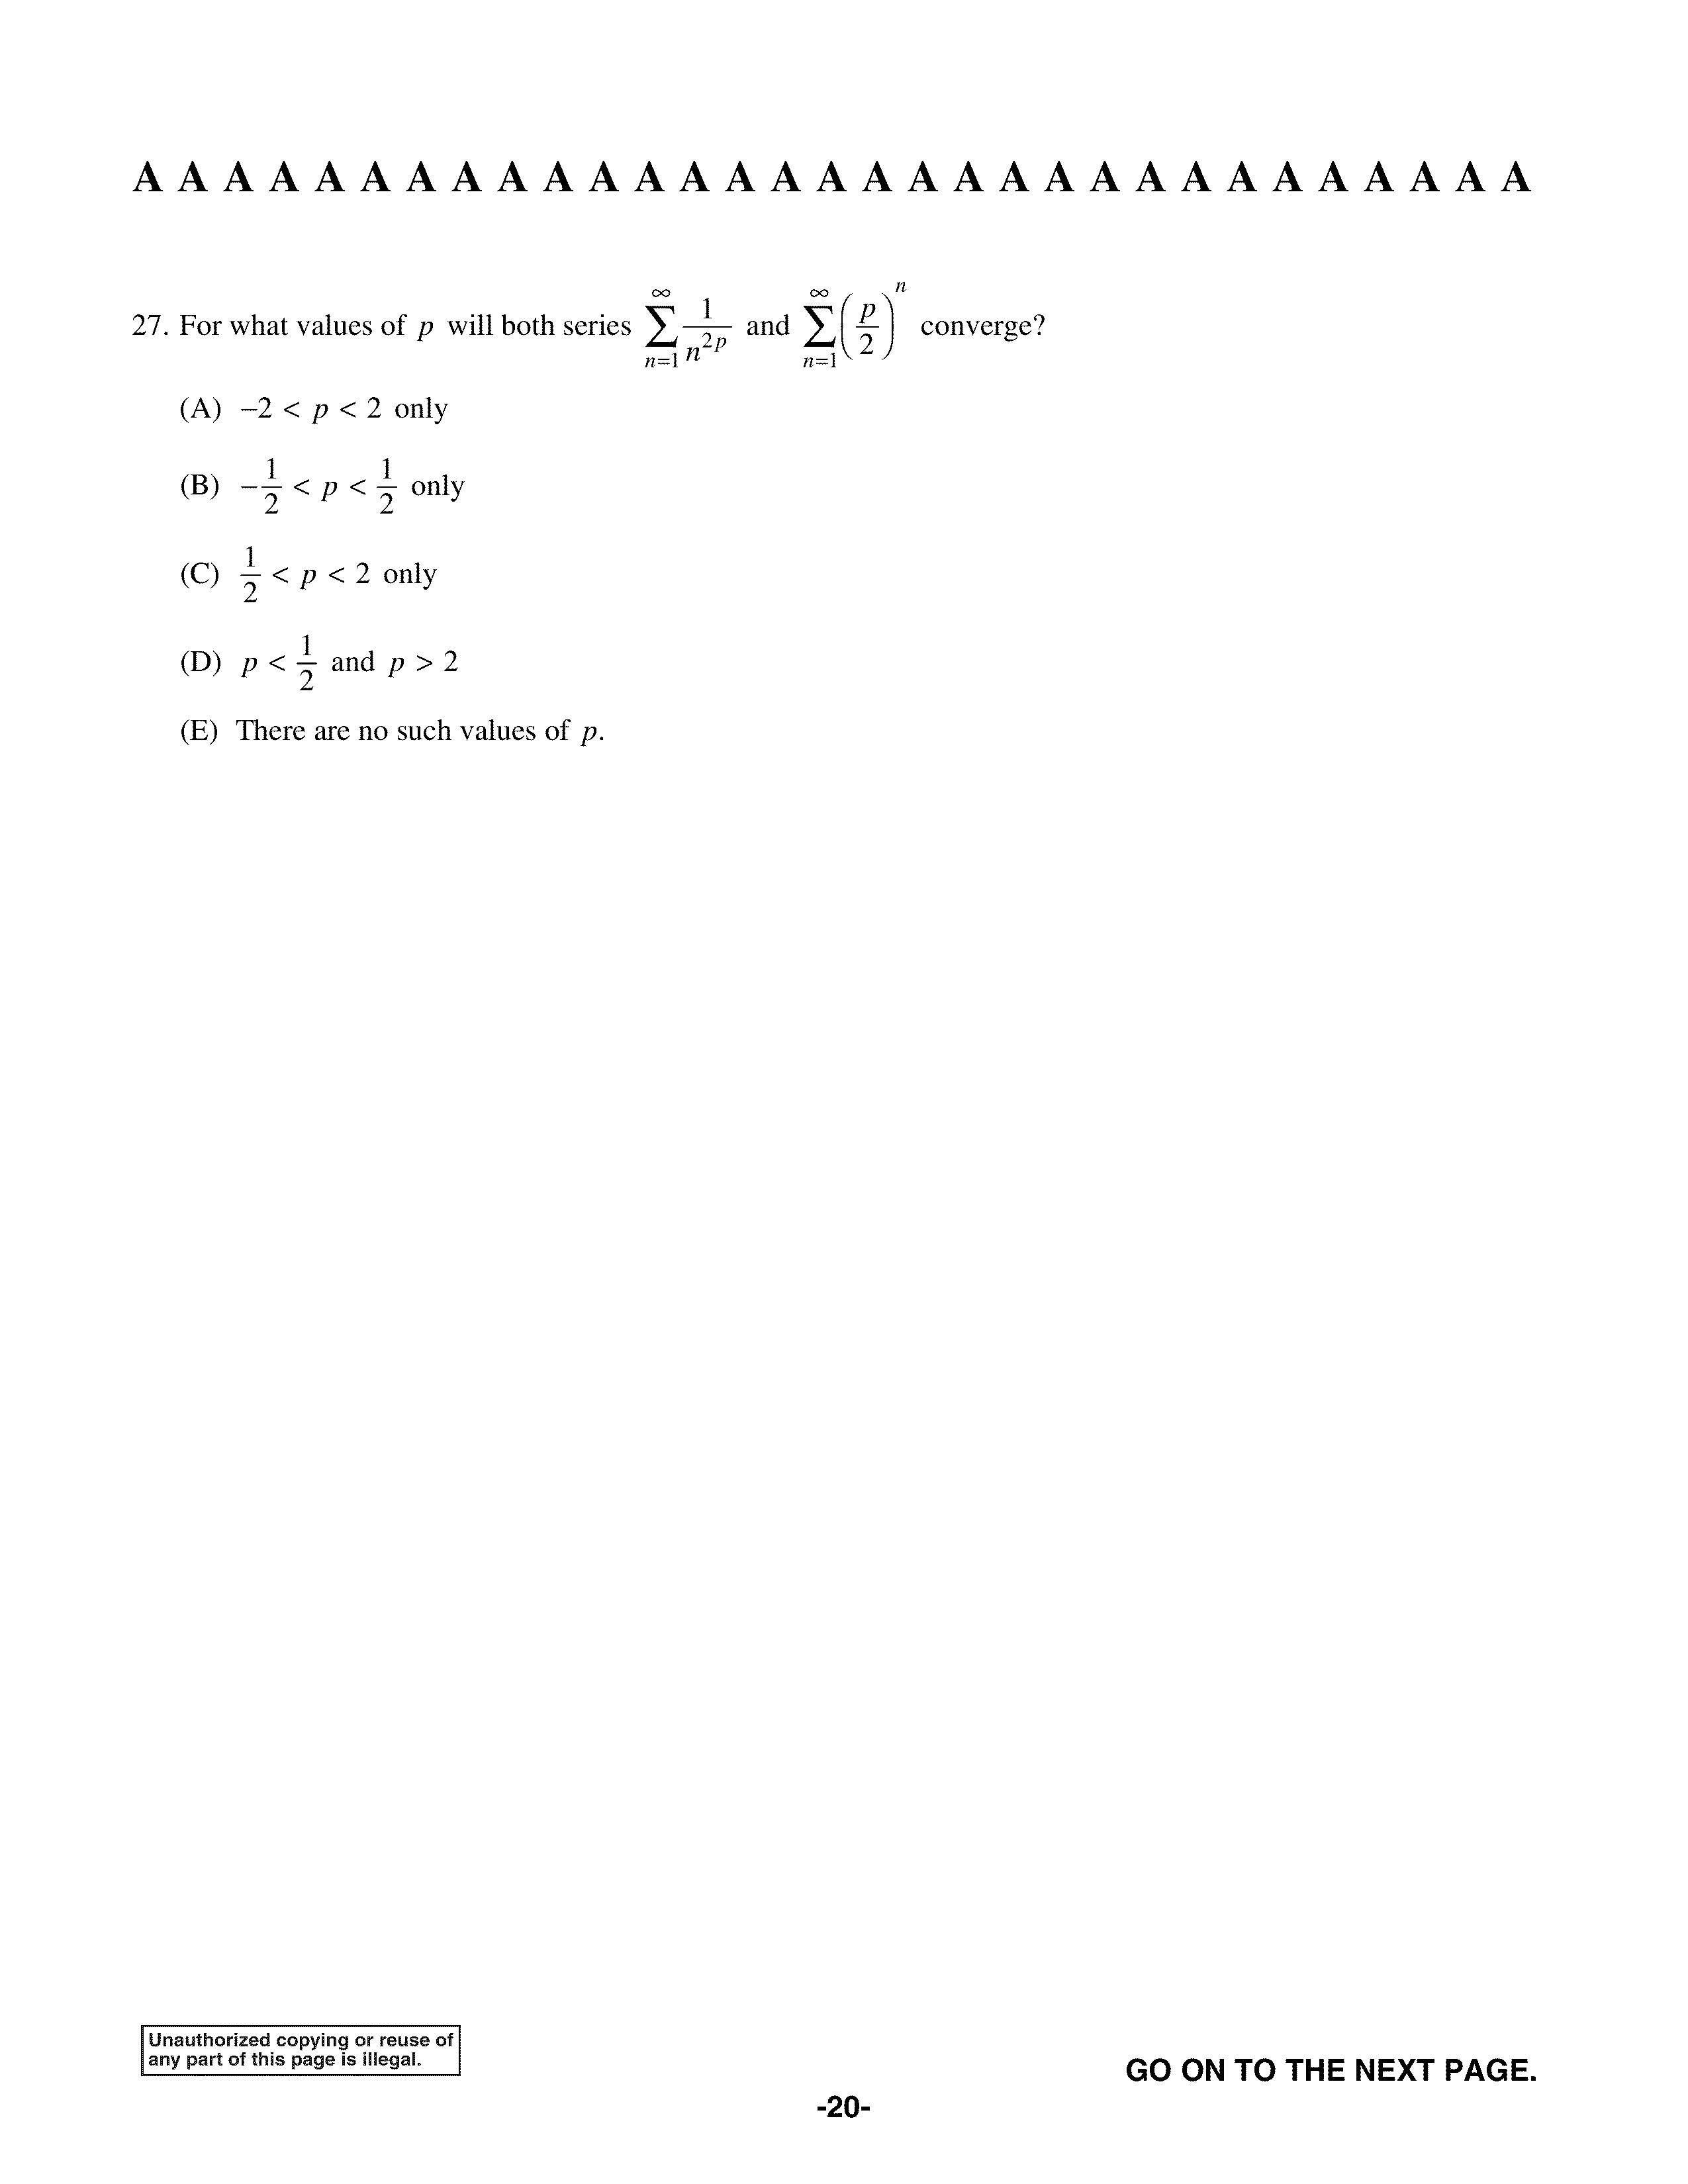 A A A A A A A A A A A A A A A A A A A A A A A A A A A A A A A
27. For what values of p will both series $\sum_{n=1}^{\infty} \frac{1}{n^{2p}}$ and $\sum_{n=1}^{\infty} \left(\frac{p}{2}\right)^n$ converge?
(A) −2 < p < 2 only
(B) $-\frac{1}{2}$ < p < $\frac{1}{2}$ only
(C) $\frac{1}{2}$ < p < 2 only
(D) p < $\frac{1}{2}$ and p > 2
(E) There are no such values of p.
Unauthorized copying or reuse of
any part of this page is illegal.
GO ON TO THE NEXT PAGE.
-20-